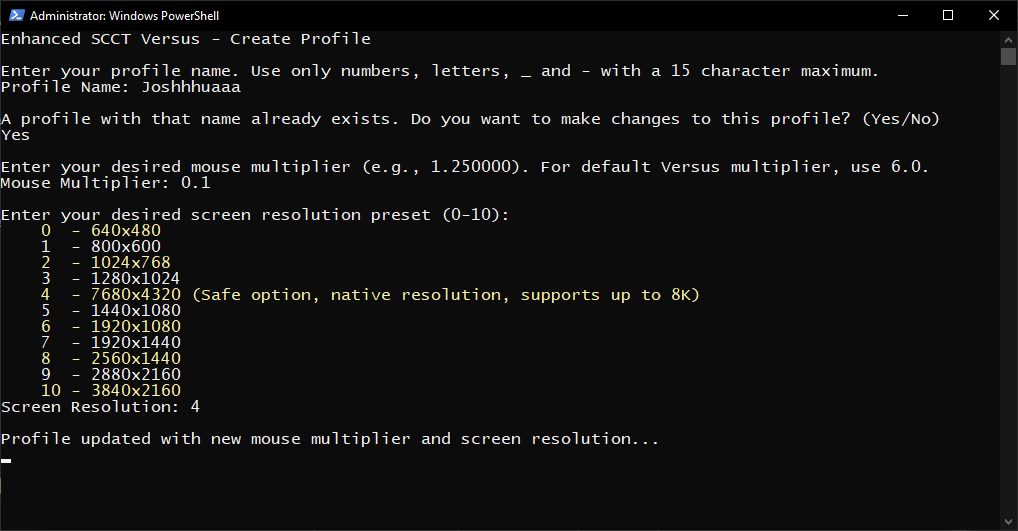 Administrator: Windows PowerShell
Enhanced SCCT Versus - Create Profile
Enter your profile name. Use only numbers, letters, _ and - with a 15 character maximum.
Profile Name: Joshhhuaaa
A profile with that name already exists. Do you want to make changes to this profile? (Yes/No)
Yes
Enter your desired mouse multiplier (e.g., 1.250000). For default Versus multiplier, use 6.0.
Mouse Multiplier: 0.1
Enter your desired screen resolution preset (0-10):
0 - 640x480
1 - 800x600
2 - 1024x768
3 - 1280x1024
4 - 7680x4320 (Safe option, native resolution, supports up to 8K)
5 - 1440x1080
6 - 1920x1080
7 - 1920x1440
8 - 2560x1440
9 - 2880x2160
10 - 3840x2160
Screen Resolution: 4
Profile updated with new mouse multiplier and screen resolution...